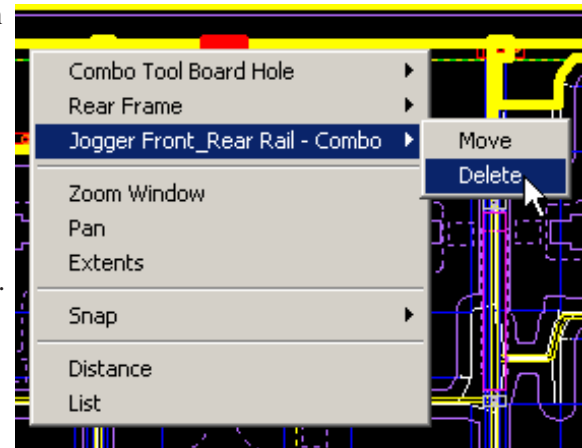 Combo Tool Board Hole
Rear Frame
Jogger Front_Rear Rail - Combo
Move
Delete
Zoom Window
Pan
Extents
Snap
Distance
List